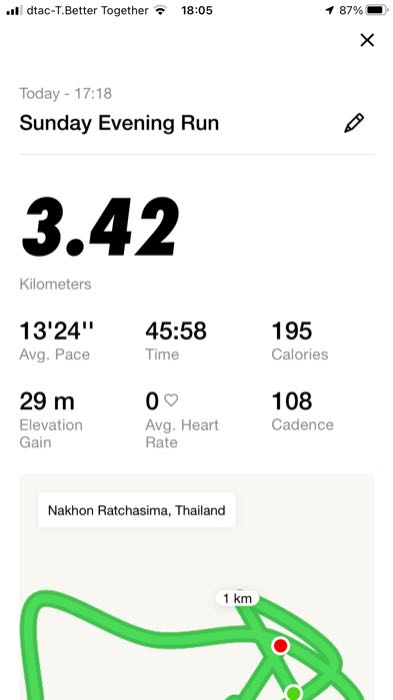 dtac-T.Better Together 18:05 87%
Today - 17:18
Sunday Evening Run
3.42
Kilometers
13'24'' 45:58 195
Avg. Pace Time Calories
29 m 0 108
Elevation Gain Avg. Heart Rate Cadence
Nakhon Ratchasima, Thailand
1 km